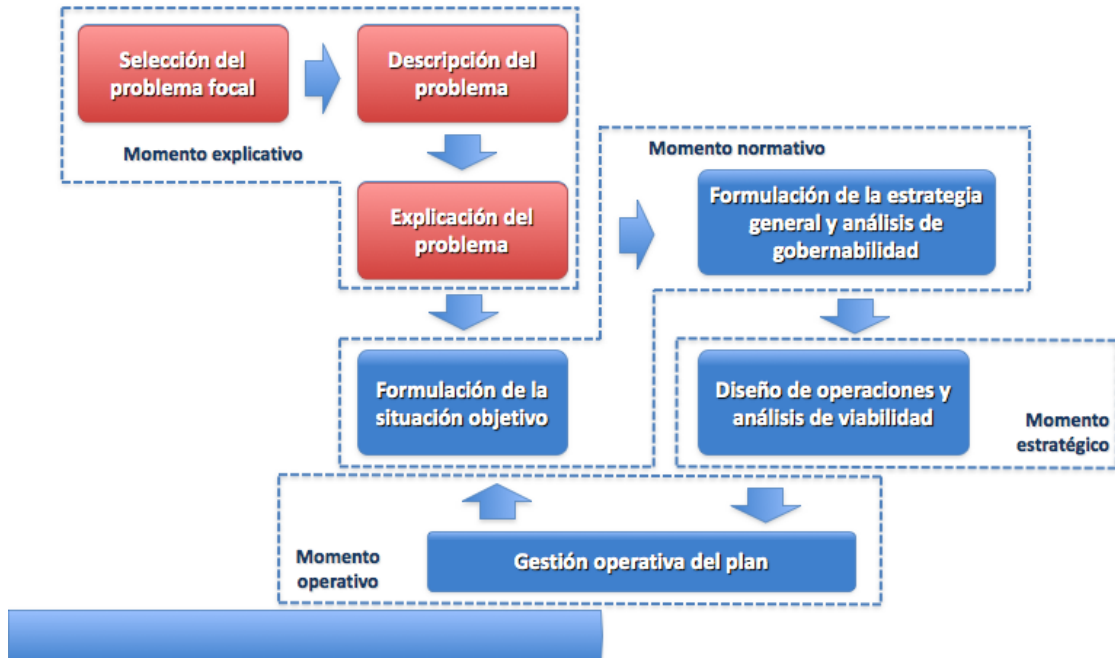 Selección del
problema focal
Descripción del
problema
Momento explicativo
Explicación del
problema
Momento normativo
Formulación de la estrategia
general y análisis de
gobernabilidad
Formulación de la
situación objetivo
Diseño de operaciones y
análisis de viabilidad
Momento
estratégico
Momento
operativo
Gestión operativa del plan